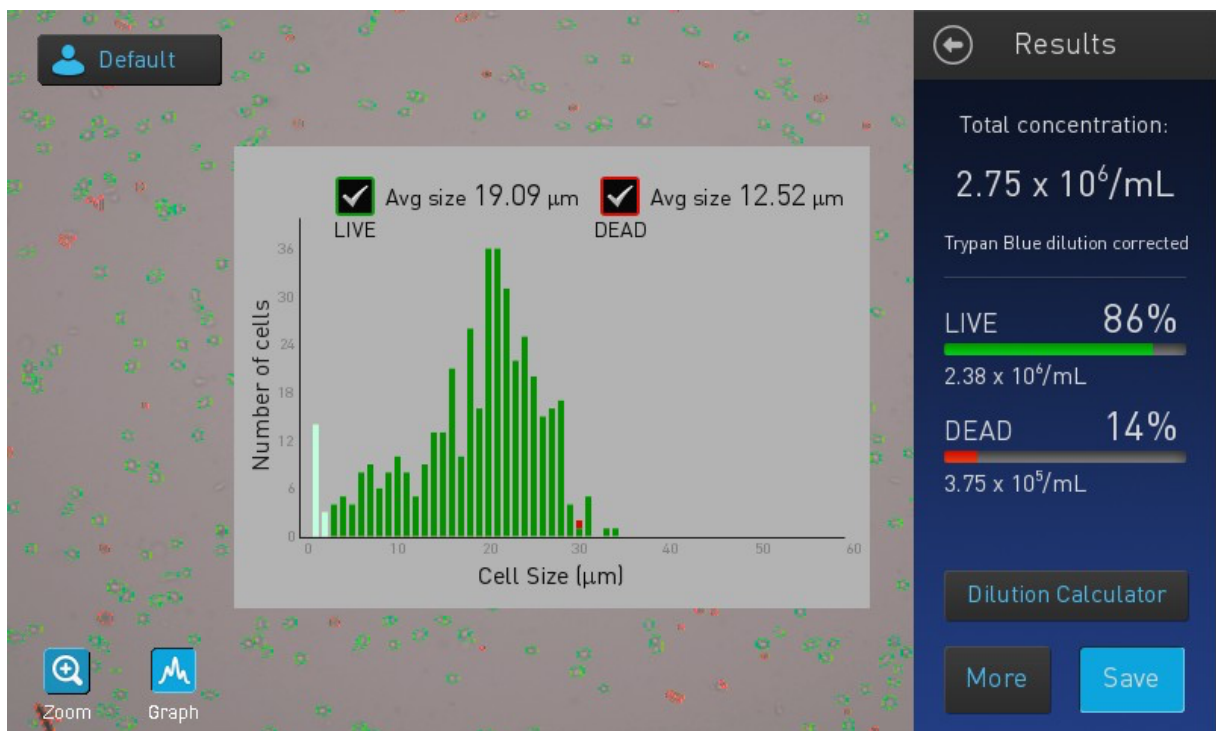 Default
Results
Total concentration:
2.75 x 10⁶/mL
Trypan Blue dilution corrected
LIVE 86%
2.38 x 10⁶/mL
DEAD 14%
3.75 x 10⁵/mL
Dilution Calculator
More Save
Avg size 19.09 μm Avg size 12.52 μm
LIVE DEAD
Number of cells
36
30
24
18
12
6
0
0 10 20 30 40 50 60
Cell Size (μm)
Zoom Graph